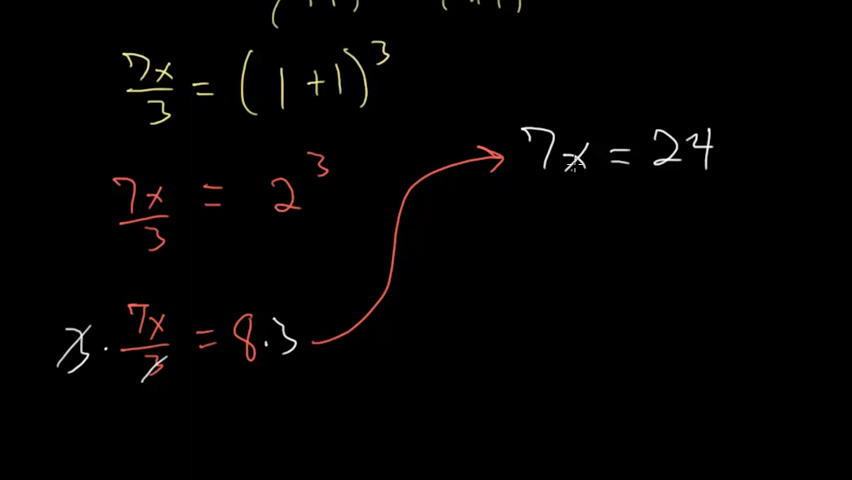 7x/3 = (1+1)^3
7x/3 = 2^3
3 · 7x/3 = 8 · 3
7x = 24